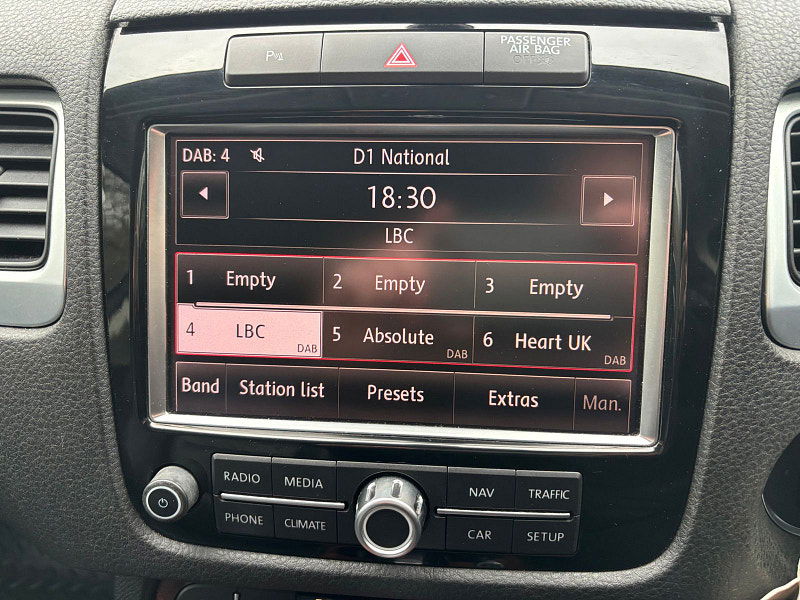 P
PASSENGER
AIR BAG
DAB: 4 D1 National
18:30
LBC
1 Empty 2 Empty 3 Empty
4 LBC DAB 5 Absolute DAB 6 Heart UK DAB
Band Station list Presets Extras Man.
RADIO MEDIA NAV TRAFFIC
PHONE CLIMATE CAR SETUP